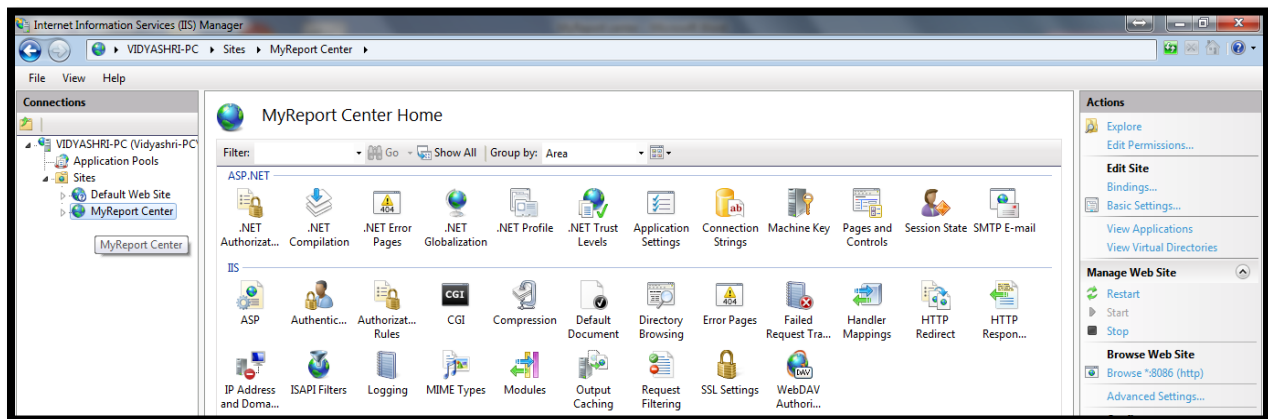 Internet Information Services (IIS) Manager
VIDYASHRI-PC Sites MyReport Center
File View Help
Connections
VIDYASHRI-PC (Vidyashri-PC
Application Pools
Sites
Default Web Site
MyReport Center
MyReport Center
MyReport Center Home
Filter: Go Show All Group by: Area
ASP.NET
.NET Authorizat...
.NET Compilation
.NET Error Pages
.NET Globalization
.NET Profile
.NET Trust Levels
Application Settings
Connection Strings
Machine Key
Pages and Controls
Session State
SMTP E-mail
IIS
ASP
Authentic...
Authorizat... Rules
CGI
Compression
Default Document
Directory Browsing
Error Pages
Failed Request Tra...
Handler Mappings
HTTP Redirect
HTTP Respon...
IP Address and Doma...
ISAPI Filters
Logging
MIME Types
Modules
Output Caching
Request Filtering
SSL Settings
WebDAV Authori...
Actions
Explore
Edit Permissions...
Edit Site
Bindings...
Basic Settings...
View Applications
View Virtual Directories
Manage Web Site
Restart
Start
Stop
Browse Web Site
Browse *:8086 (http)
Advanced Settings...